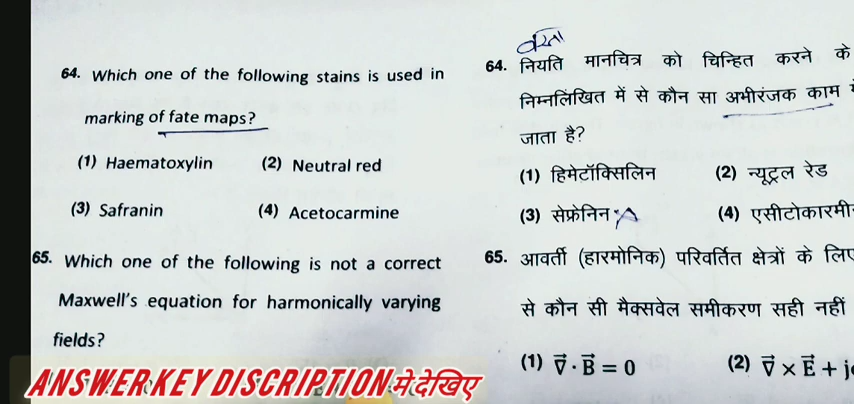 64. Which one of the following stains is used in
marking of fate maps?
(1) Haematoxylin (2) Neutral red
(3) Safranin (4) Acetocarmine
65. Which one of the following is not a correct
Maxwell's equation for harmonically varying
fields?
64. नियति मानचित्र को चिन्हित करने के
निम्नलिखित में से कौन सा अभीरंजक काम
जाता है?
(1) हिमेटॉक्सिलिन (2) न्यूट्रल रेड
(3) सेफ्रेनिन (4) एसीटोकारमी
65. आवर्ती (हारमोनिक) परिवर्तित क्षेत्रों के लिए
से कौन सी मैक्सवेल समीकरण सही नहीं
(1) ∇⃗ · B⃗ = 0 (2) ∇⃗ × E⃗ + j
ANSWER KEY DISCRIPTION मे देखिए